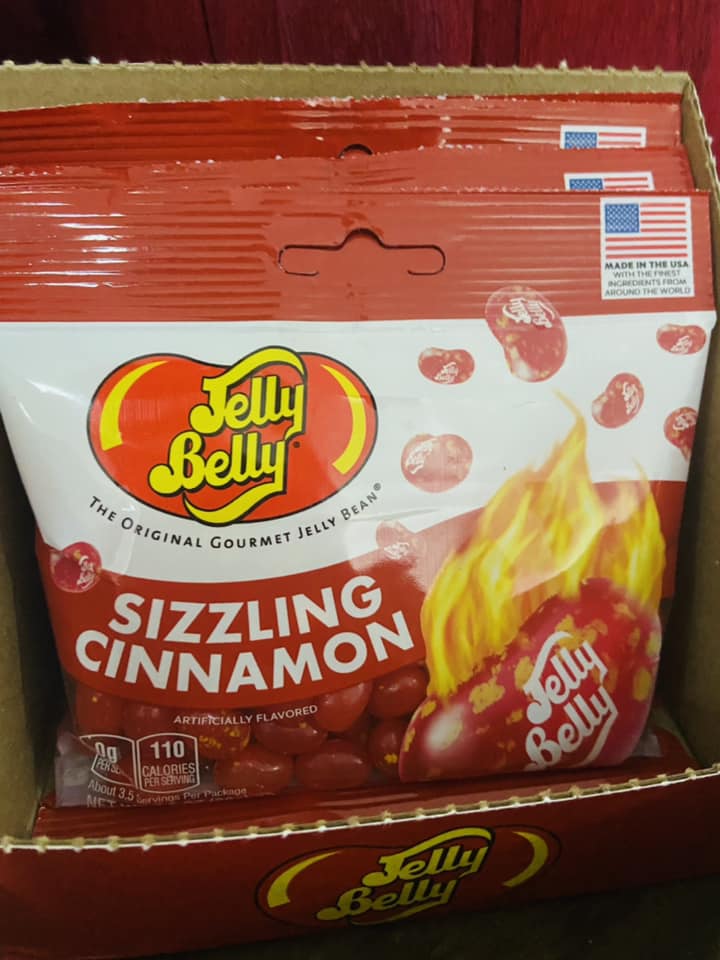 MADE IN THE USA
WITH THE FINEST
INGREDIENTS FROM
AROUND THE WORLD
Jelly
Belly®
THE ORIGINAL GOURMET JELLY BEAN®
SIZZLING
CINNAMON
ARTIFICIALLY FLAVORED
Jelly
Belly
0g
PER
110
CALORIES
PER SERVING
About 3.5 Servings Per Package
NET
Jelly
Belly